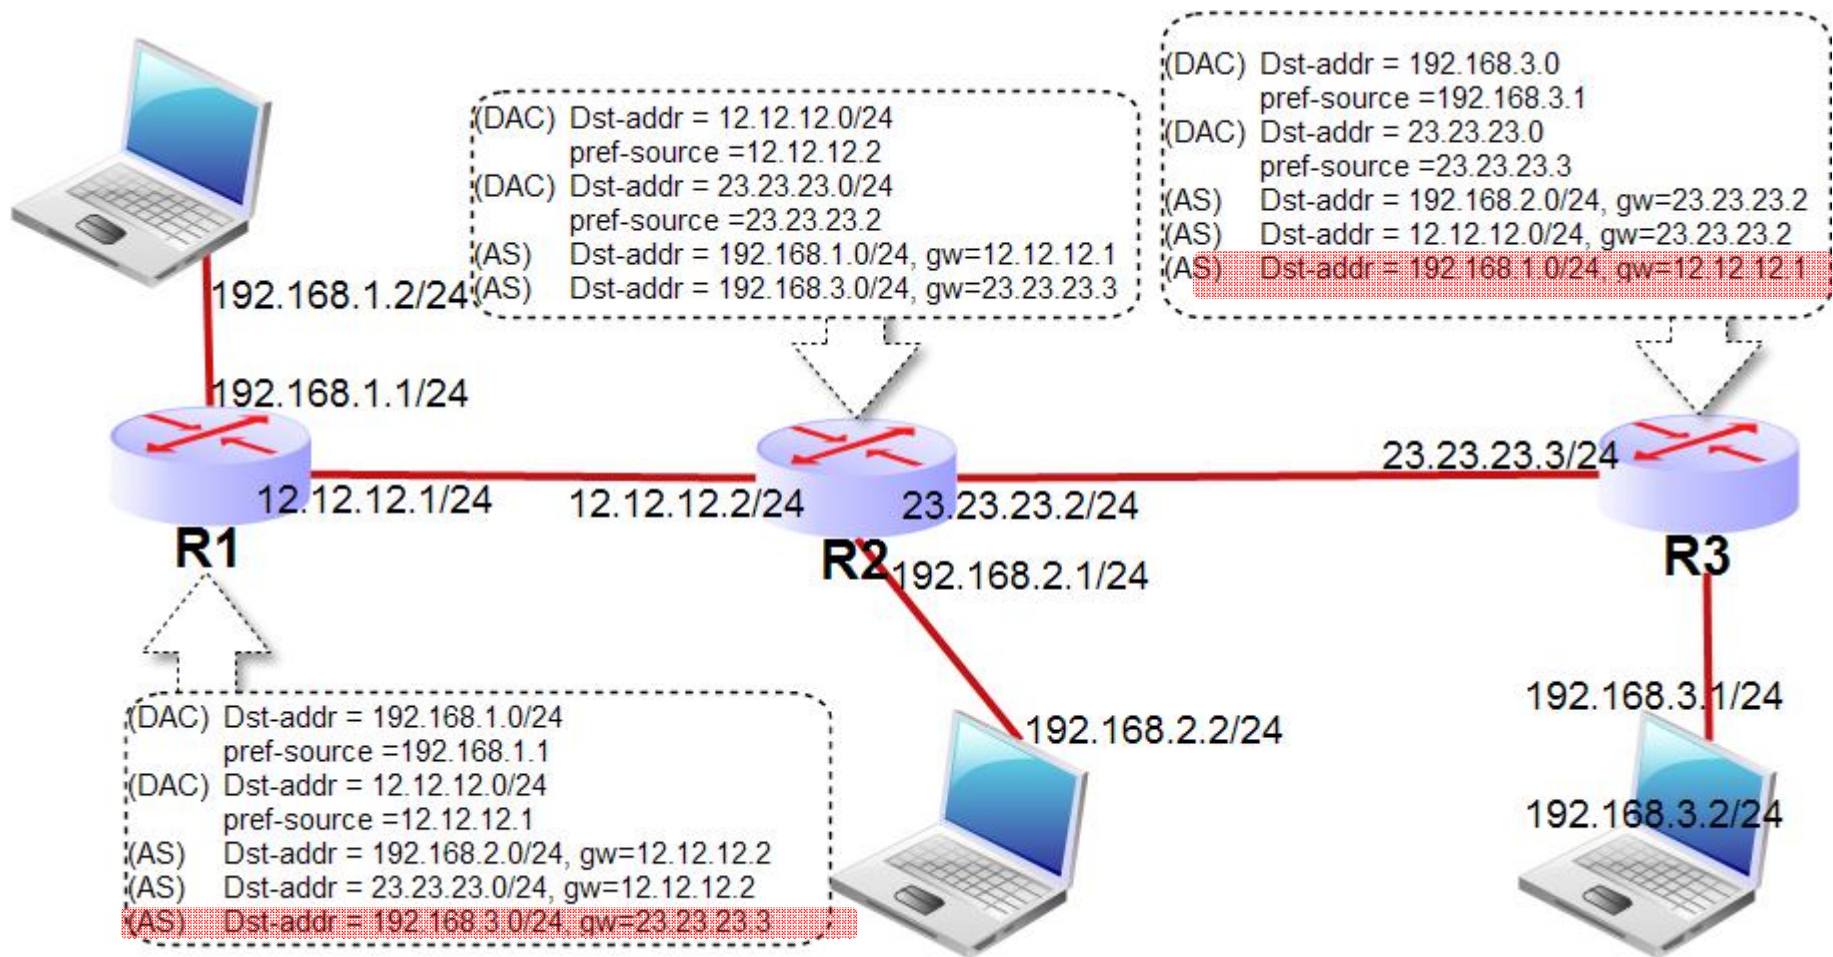 (DAC) Dst-addr = 192.168.3.0
pref-source =192.168.3.1
(DAC) Dst-addr = 23.23.23.0
pref-source =23.23.23.3
(AS) Dst-addr = 192.168.2.0/24, gw=23.23.23.2
(AS) Dst-addr = 12.12.12.0/24, gw=23.23.23.2
(AS) Dst-addr = 192.168.1.0/24, gw=12.12.12.1
(DAC) Dst-addr = 12.12.12.0/24
pref-source =12.12.12.2
(DAC) Dst-addr = 23.23.23.0/24
pref-source =23.23.23.2
(AS) Dst-addr = 192.168.1.0/24, gw=12.12.12.1
(AS) Dst-addr = 192.168.3.0/24, gw=23.23.23.3
192.168.1.2/24
192.168.1.1/24
12.12.12.1/24
12.12.12.2/24
23.23.23.2/24
23.23.23.3/24
R1
R2
R3
192.168.2.1/24
192.168.2.2/24
192.168.3.1/24
192.168.3.2/24
(DAC) Dst-addr = 192.168.1.0/24
pref-source =192.168.1.1
(DAC) Dst-addr = 12.12.12.0/24
pref-source =12.12.12.1
(AS) Dst-addr = 192.168.2.0/24, gw=12.12.12.2
(AS) Dst-addr = 23.23.23.0/24, gw=12.12.12.2
(AS) Dst-addr = 192.168.3.0/24, gw=23.23.23.3